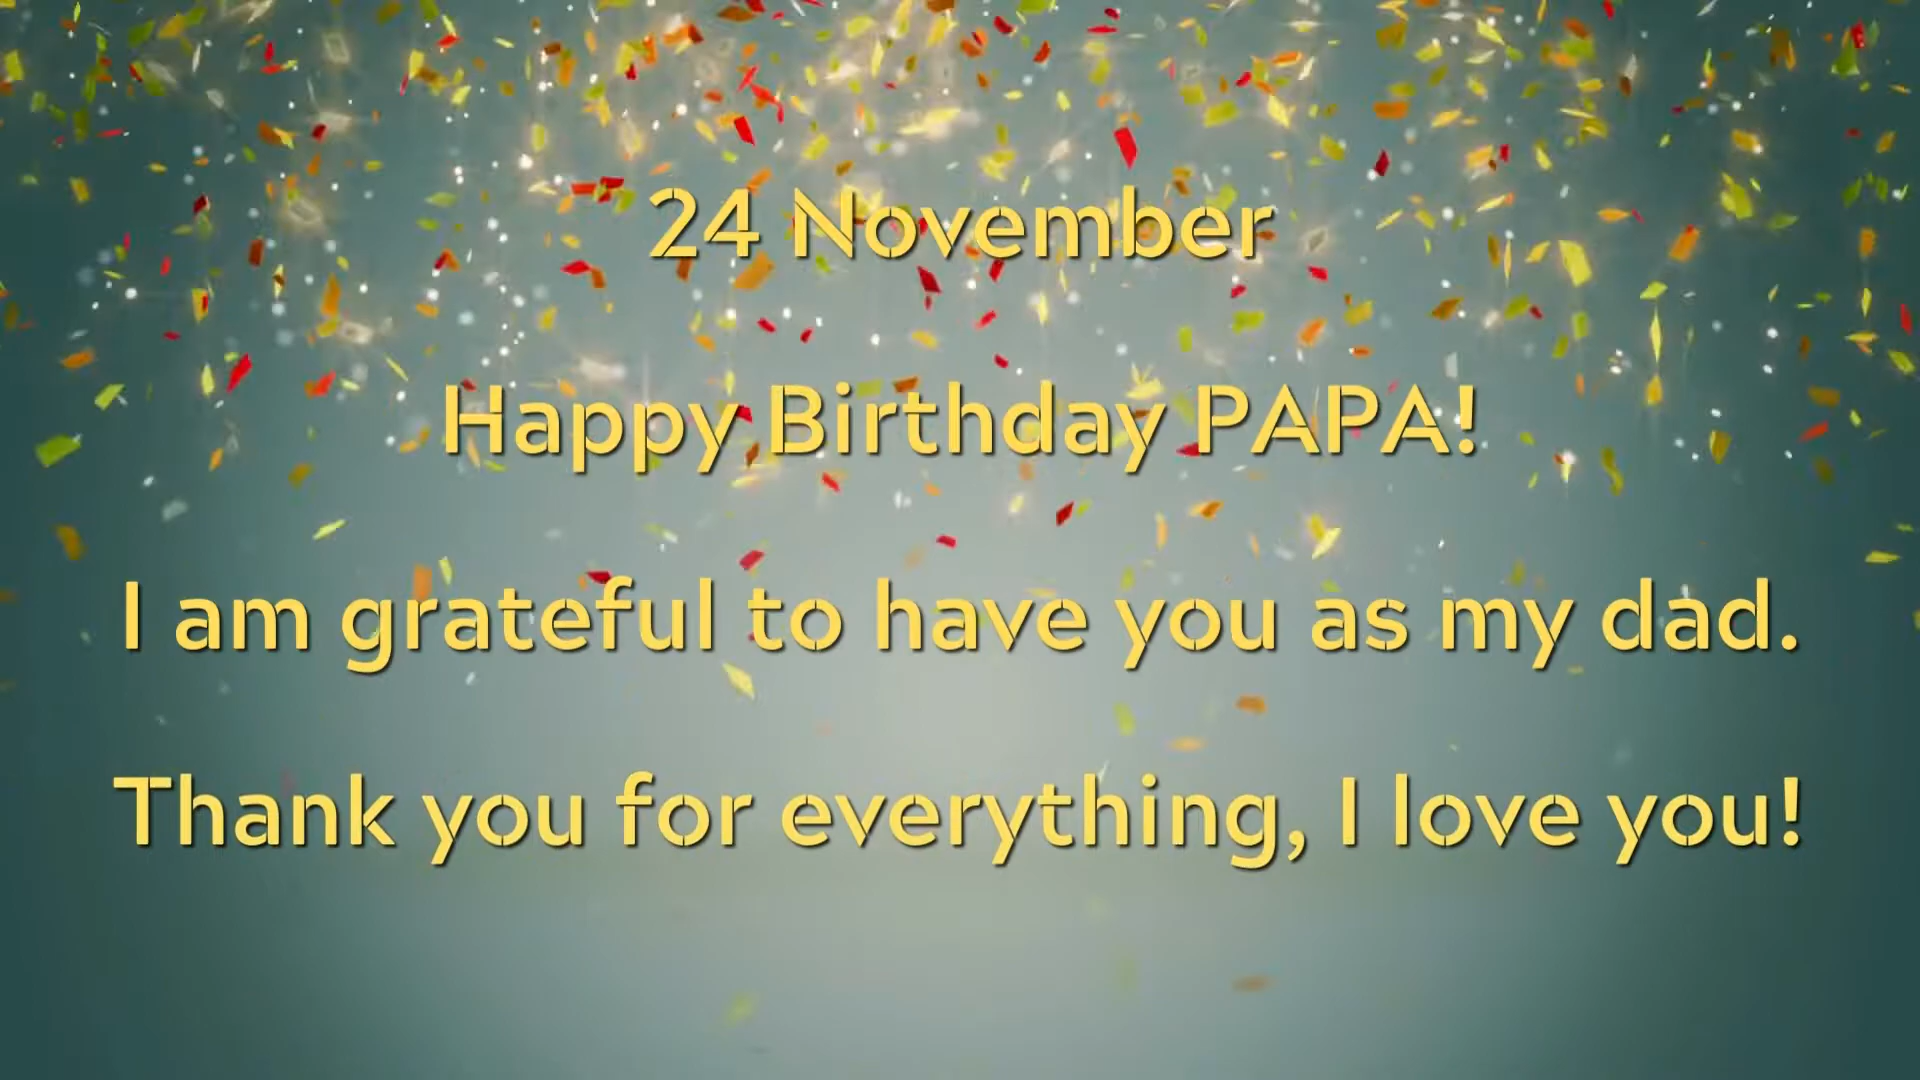 24 November
Happy Birthday PAPA!
I am grateful to have you as my dad.
Thank you for everything, I love you!